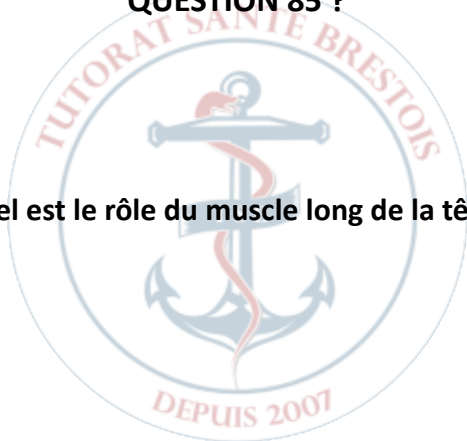 QUESTION 85 ?
TUTORAT SANTÉ BRESTOIS
el est le rôle du muscle long de la tê
DEPUIS 2007